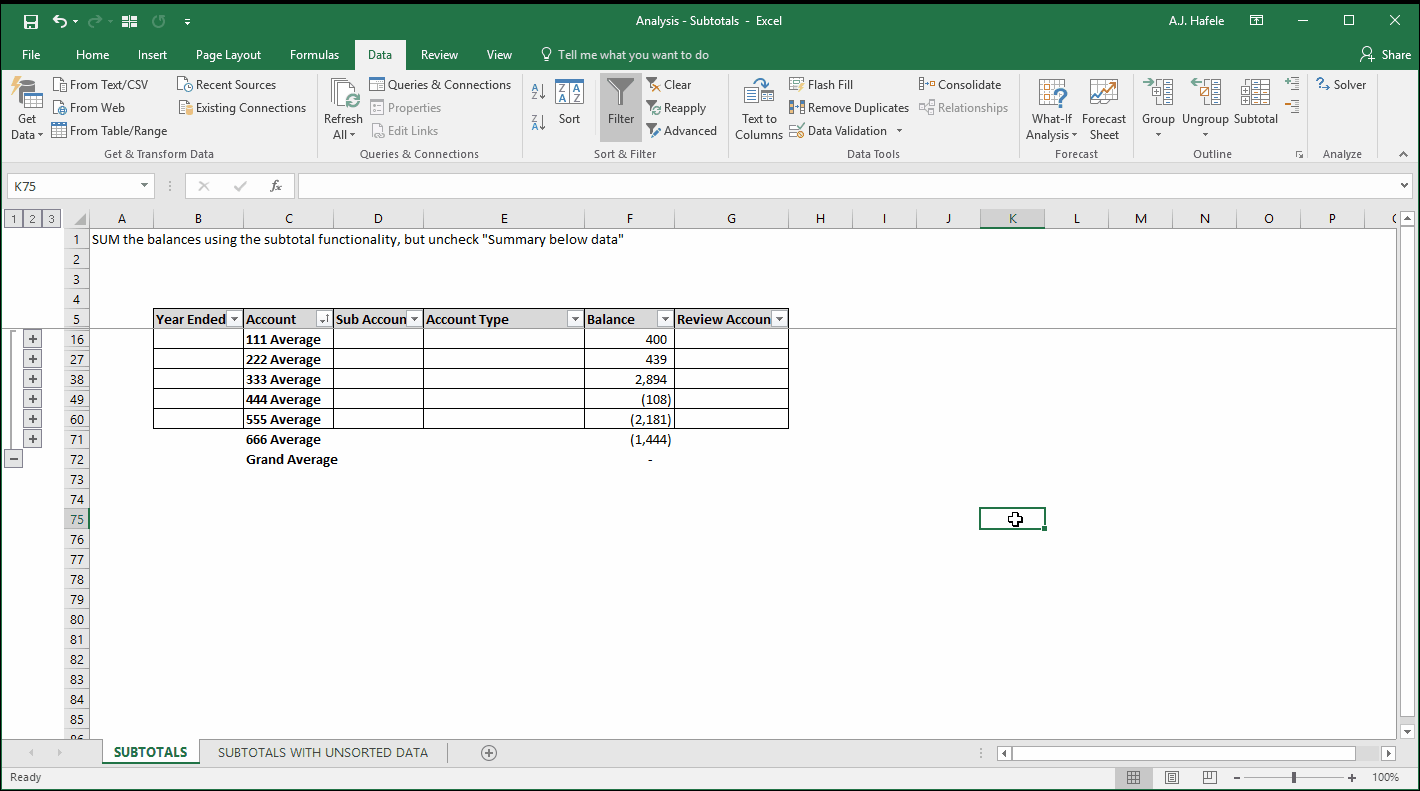 Analysis - Subtotals - Excel
A.J. Hafele
File Home Insert Page Layout Formulas Data Review View Tell me what you want to do
Share
Get Data
From Text/CSV
From Web
From Table/Range
Recent Sources
Existing Connections
Get & Transform Data
Refresh All
Queries & Connections
Properties
Edit Links
Queries & Connections
Sort
Filter
Clear
Reapply
Advanced
Sort & Filter
Text to Columns
Flash Fill
Remove Duplicates
Data Validation
Consolidate
Relationships
Data Tools
What-If Analysis
Forecast Sheet
Forecast
Group
Ungroup
Subtotal
Outline
Solver
Analyze
K75
fx
1 2 3
A B C D E F G H I J K L M N O P
1 SUM the balances using the subtotal functionality, but uncheck "Summary below data"
2
3
4
5 Year Ended Account Sub Accoun Account Type Balance Review Accoun
16 111 Average 400
27 222 Average 439
38 333 Average 2,894
49 444 Average (108)
60 555 Average (2,181)
71 666 Average (1,444)
72 Grand Average -
73
74
75
76
77
78
79
80
81
82
83
84
85
SUBTOTALS SUBTOTALS WITH UNSORTED DATA
Ready
100%